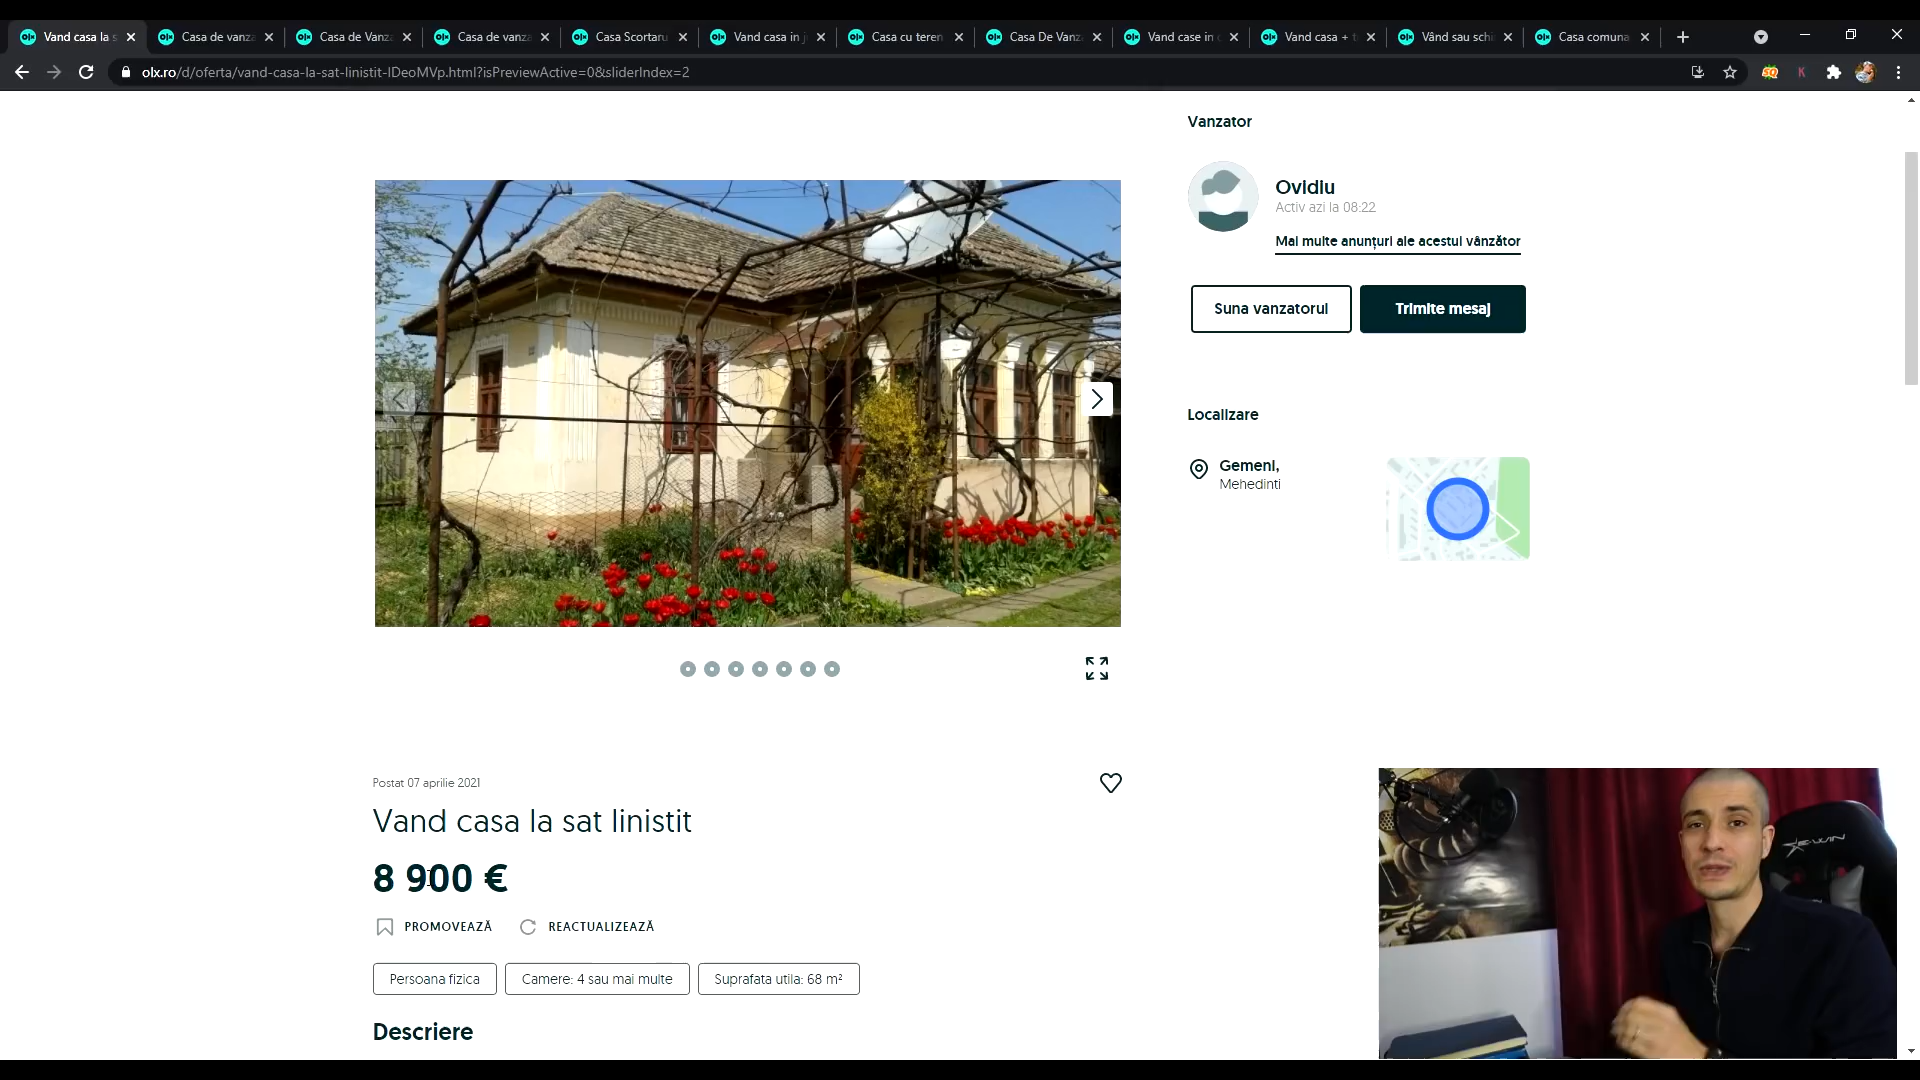 Vand casa la s
Casa de vanza
Casa de Vanza
Casa de vanza
Casa Scortaru
Vand casa in j
Casa cu teren
Casa De Vanz
Vand case in c
Vand casa + t
Vând sau schi
Casa comuna
olx.ro/d/oferta/vand-casa-la-sat-linistit-IDeoMVp.html?isPreviewActive=0&sliderIndex=2
Vanzator
Ovidiu
Activ azi la 08:22
Mai multe anunțuri ale acestui vânzător
Suna vanzatorul
Trimite mesaj
Localizare
Gemeni,
Mehedinti
Postat 07 aprilie 2021
Vand casa la sat linistit
8 900 €
PROMOVEAZĂ
REACTUALIZEAZĂ
Persoana fizica
Camere: 4 sau mai multe
Suprafata utila: 68 m²
Descriere